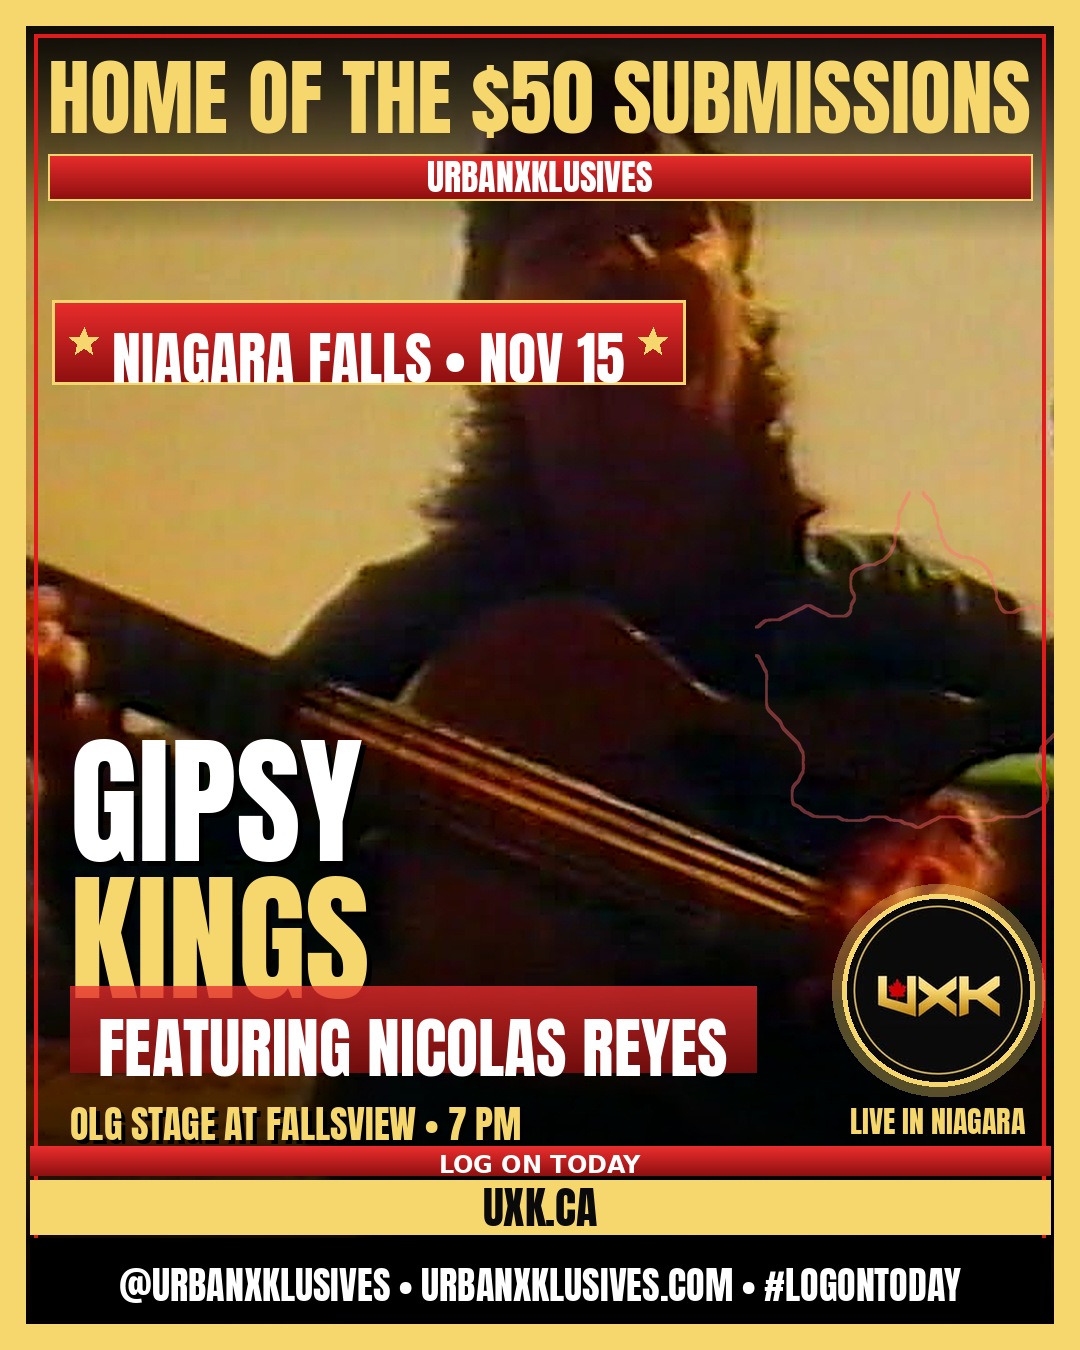 HOME OF THE $50 SUBMISSIONS
URBANXKLUSIVES
NIAGARA FALLS • NOV 15
GIPSY
KINGS
FEATURING NICOLAS REYES
UXK
OLG STAGE AT FALLSVIEW • 7 PM
LIVE IN NIAGARA
LOG ON TODAY
UXK.CA
@URBANXKLUSIVES • URBANXKLUSIVES.COM • #LOGONTODAY